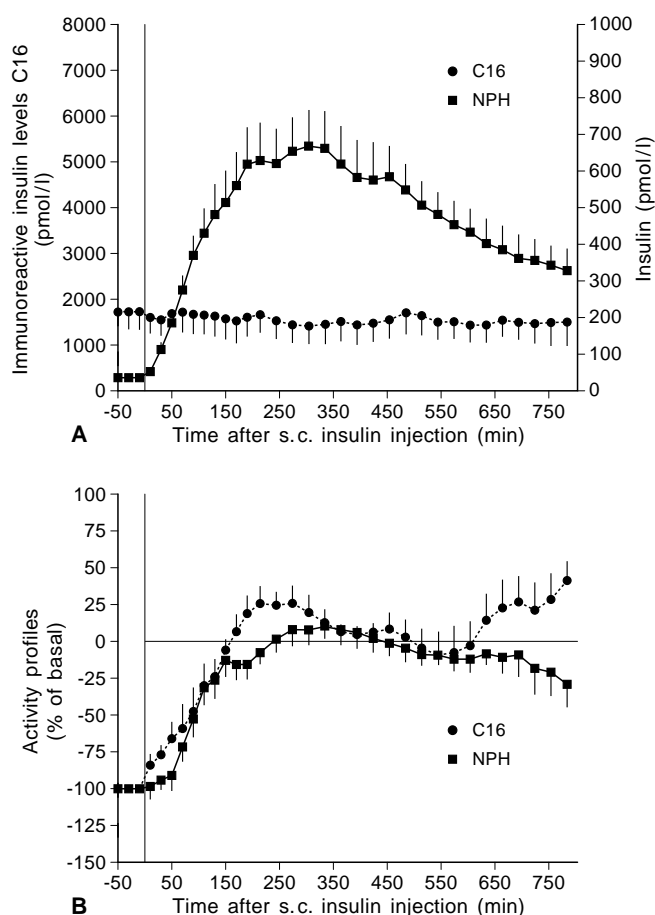 Immunoreactive insulin levels C16
(pmol/l)
8000
7000
6000
5000
4000
3000
2000
1000
0
C16
NPH
1000
900
800
700
600
500
400
300
200
100
0
Insulin (pmol/l)
-50 50 150 250 350 450 550 650 750
A Time after s.c. insulin injection (min)
Activity profiles
(% of basal)
100
75
50
25
0
-25
-50
-75
-100
-125
-150
C16
NPH
-50 50 150 250 350 450 550 650 750
B Time after s.c. insulin injection (min)